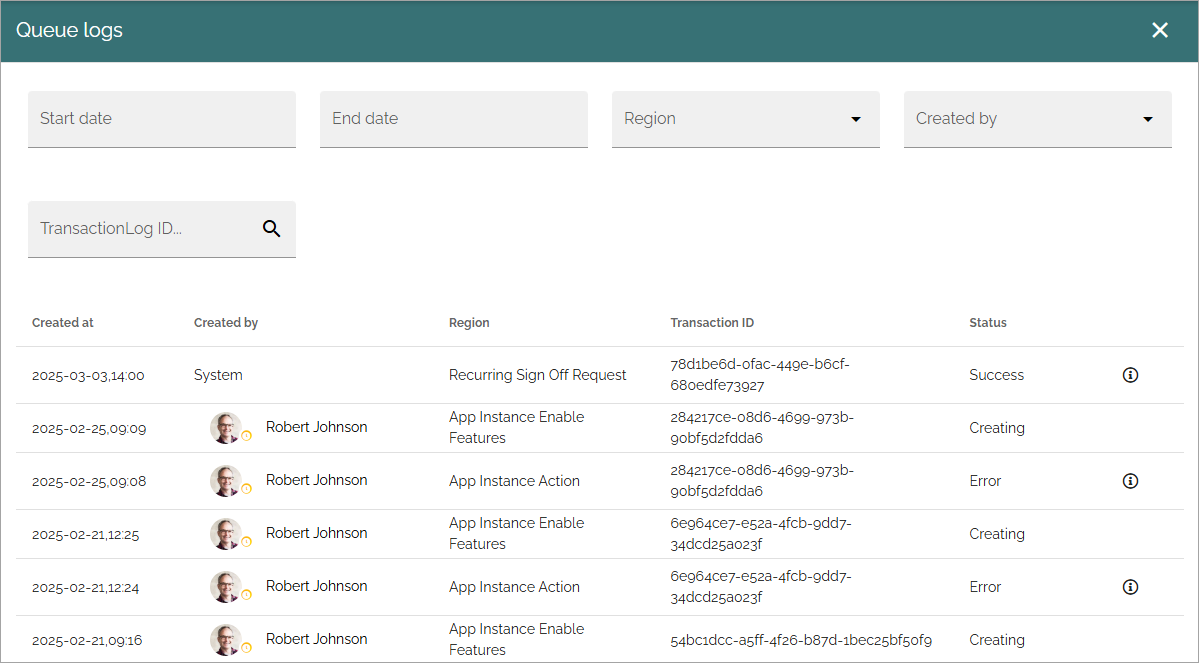 Queue logs
Start date
End date
Region
Created by
TransactionLog ID...
Created at
Created by
Region
Transaction ID
Status
2025-03-03,14:00
System
Recurring Sign Off Request
78d1be6d-0fac-449e-b6cf-
680edfe73927
Success
2025-02-25,09:09
Robert Johnson
App Instance Enable
Features
284217ce-08d6-4699-973b-
90bf5d2fdda6
Creating
2025-02-25,09:08
Robert Johnson
App Instance Action
284217ce-08d6-4699-973b-
90bf5d2fdda6
Error
2025-02-21,12:25
Robert Johnson
App Instance Enable
Features
6e964ce7-e52a-4fcb-9dd7-
34dcd25a023f
Creating
2025-02-21,12:24
Robert Johnson
App Instance Action
6e964ce7-e52a-4fcb-9dd7-
34dcd25a023f
Error
2025-02-21,09:16
Robert Johnson
App Instance Enable
Features
54bc1dcc-a5ff-4f26-b87d-1bec25bf50f9
Creating